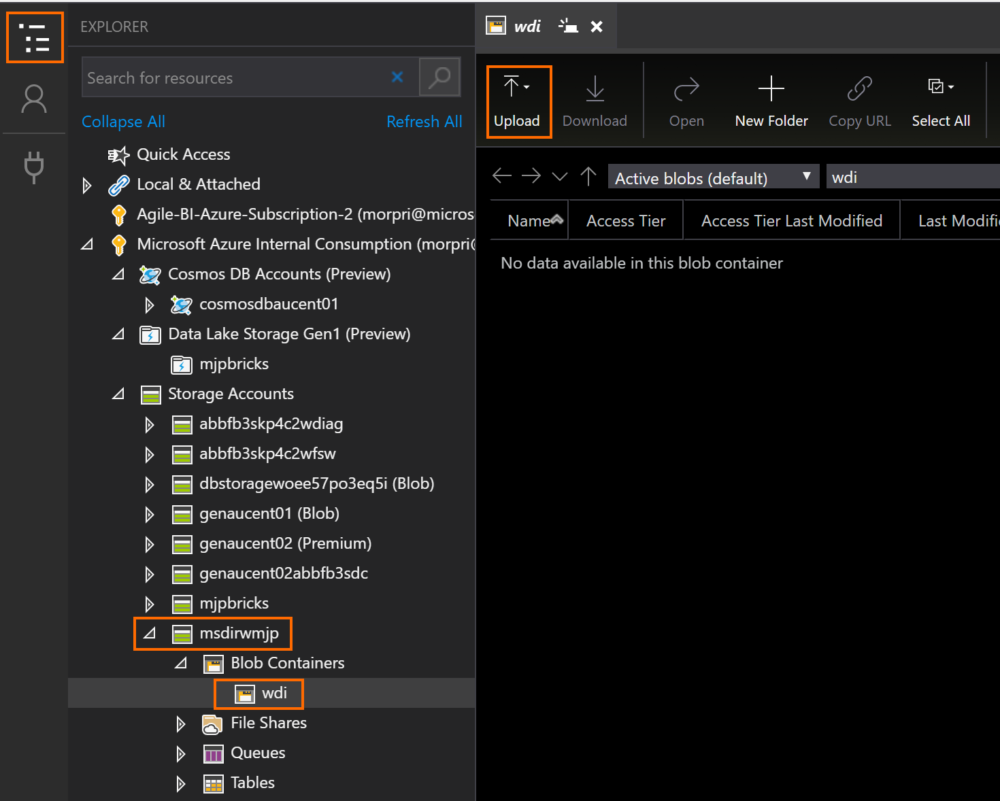 EXPLORER
Search for resources
Collapse All
Refresh All
Quick Access
Local & Attached
Agile-BI-Azure-Subscription-2 (morpri@micros
Microsoft Azure Internal Consumption (morpri@
Cosmos DB Accounts (Preview)
cosmosdbaucent01
Data Lake Storage Gen1 (Preview)
mjpbricks
Storage Accounts
abbfb3skp4c2wdiag
abbfb3skp4c2wfsw
dbstoragewoee57po3eq5i (Blob)
genaucent01 (Blob)
genaucent02 (Premium)
genaucent02abbfb3sdc
mjpbricks
msdirwmjp
Blob Containers
wdi
File Shares
Queues
Tables
wdi
Upload
Download
Open
New Folder
Copy URL
Select All
Active blobs (default)
wdi
Name
Access Tier
Access Tier Last Modified
Last Modifi
No data available in this blob container